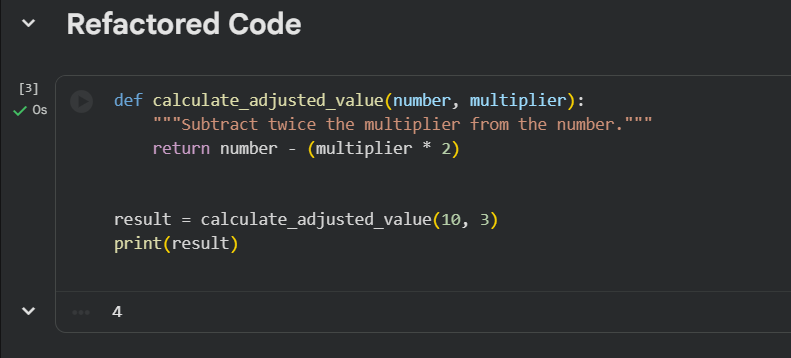 Refactored Code
[3]
0s
def calculate_adjusted_value(number, multiplier):
    """Subtract twice the multiplier from the number."""
    return number - (multiplier * 2)
result = calculate_adjusted_value(10, 3)
print(result)
4